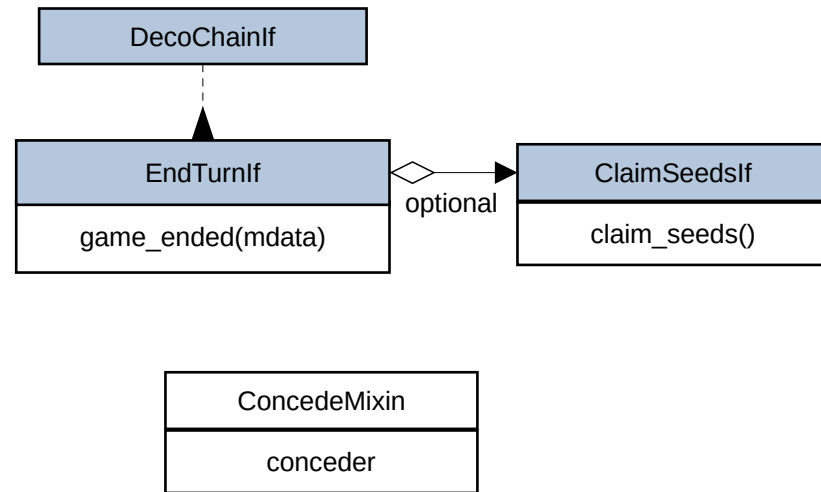 DecoChainIf
EndTurnIf
game_ended(mdata)
optional
ClaimSeedsIf
claim_seeds()
ConcedeMixin
conceder